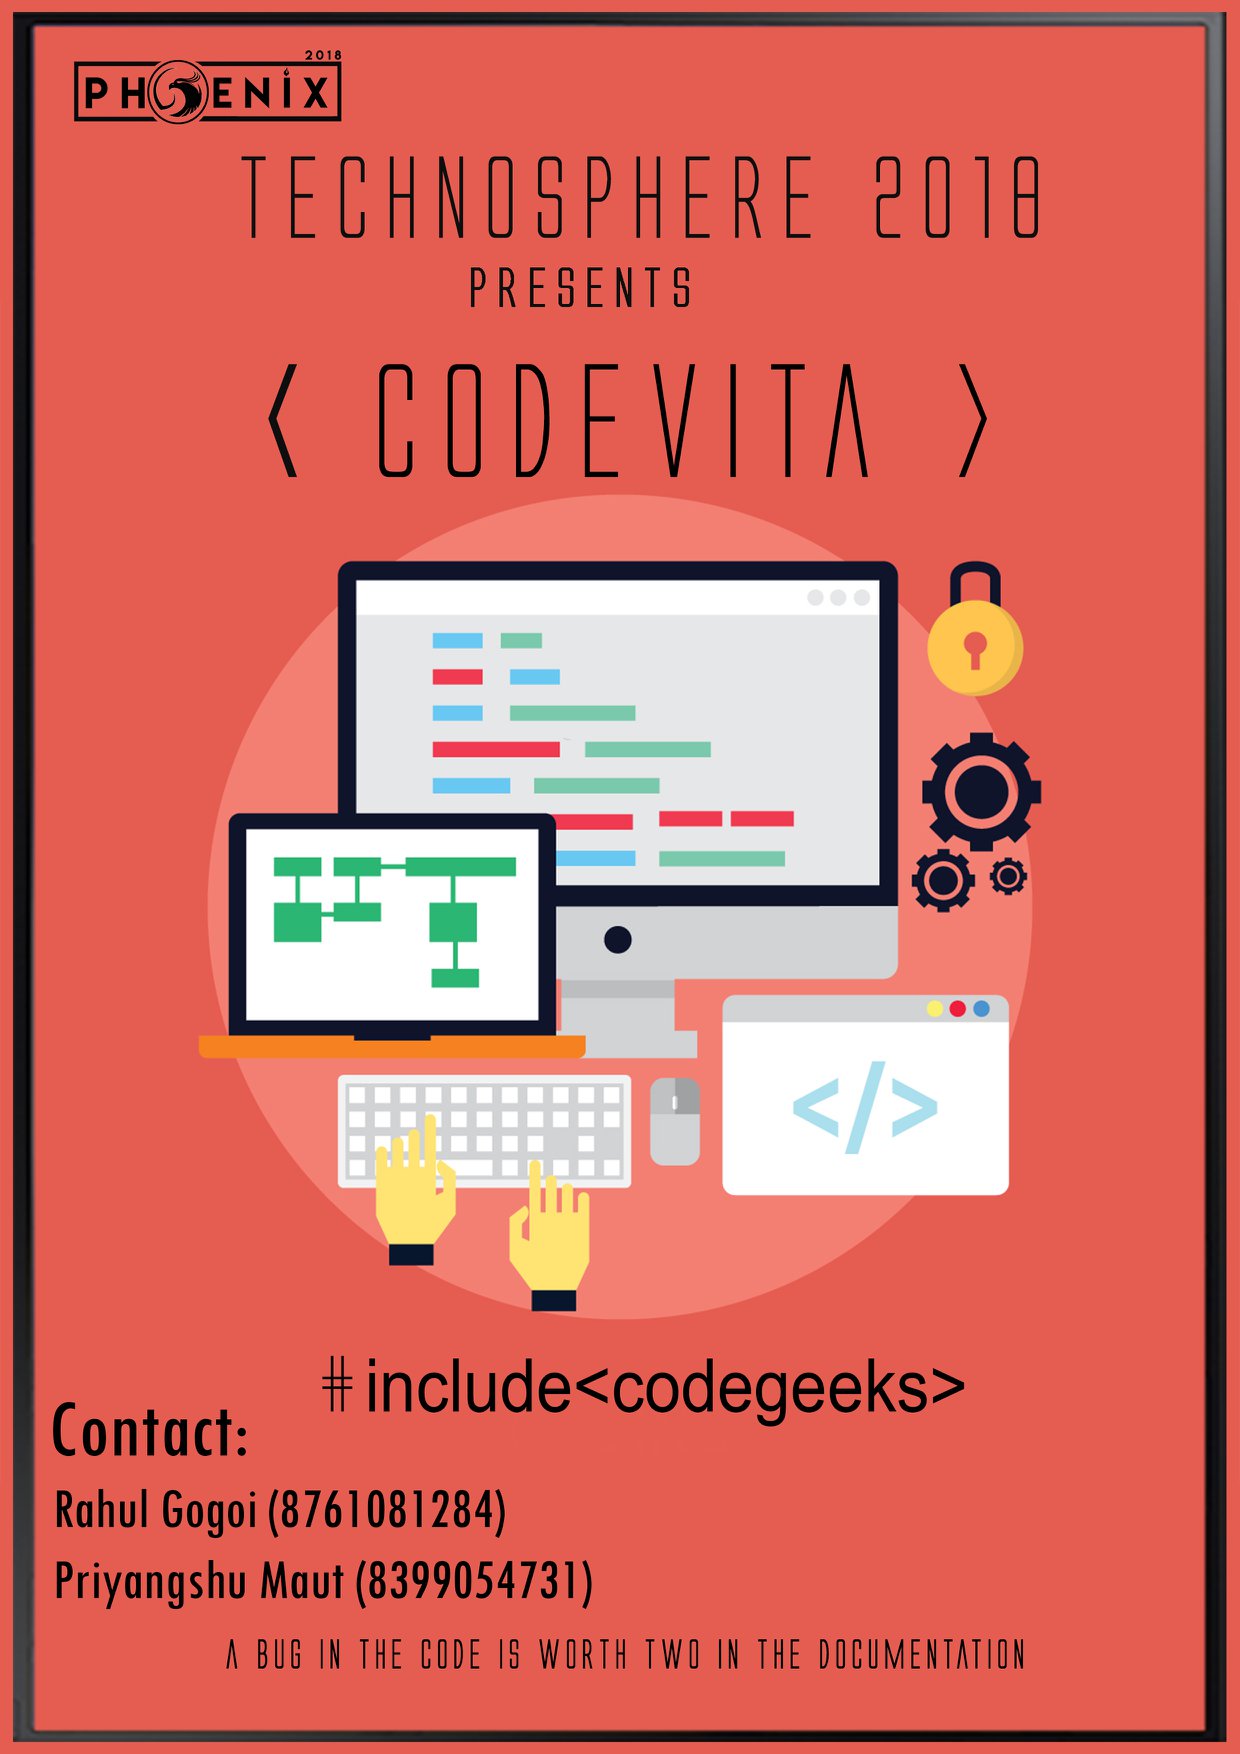 2018
PHOENIX
TECHNOSPHERE 2018
PRESENTS
< CODEVITA >
</>
#include<codegeeks>
Contact:
Rahul Gogoi (8761081284)
Priyangshu Maut (8399054731)
A BUG IN THE CODE IS WORTH TWO IN THE DOCUMENTATION